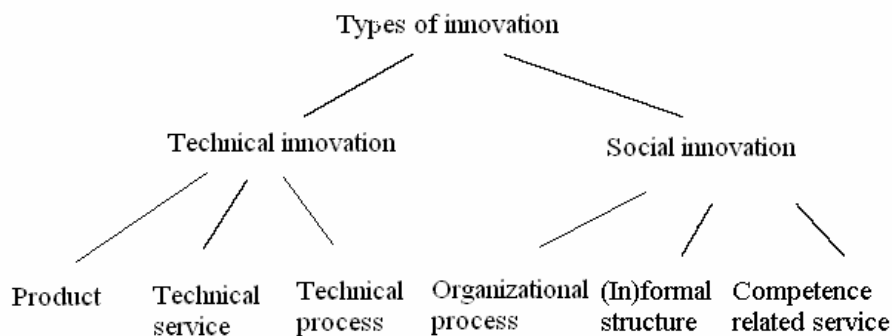 Types of innovation
Technical innovation
Social innovation
Product
Technical
service
Technical
process
Organizational
process
(In)formal
structure
Competence
related service